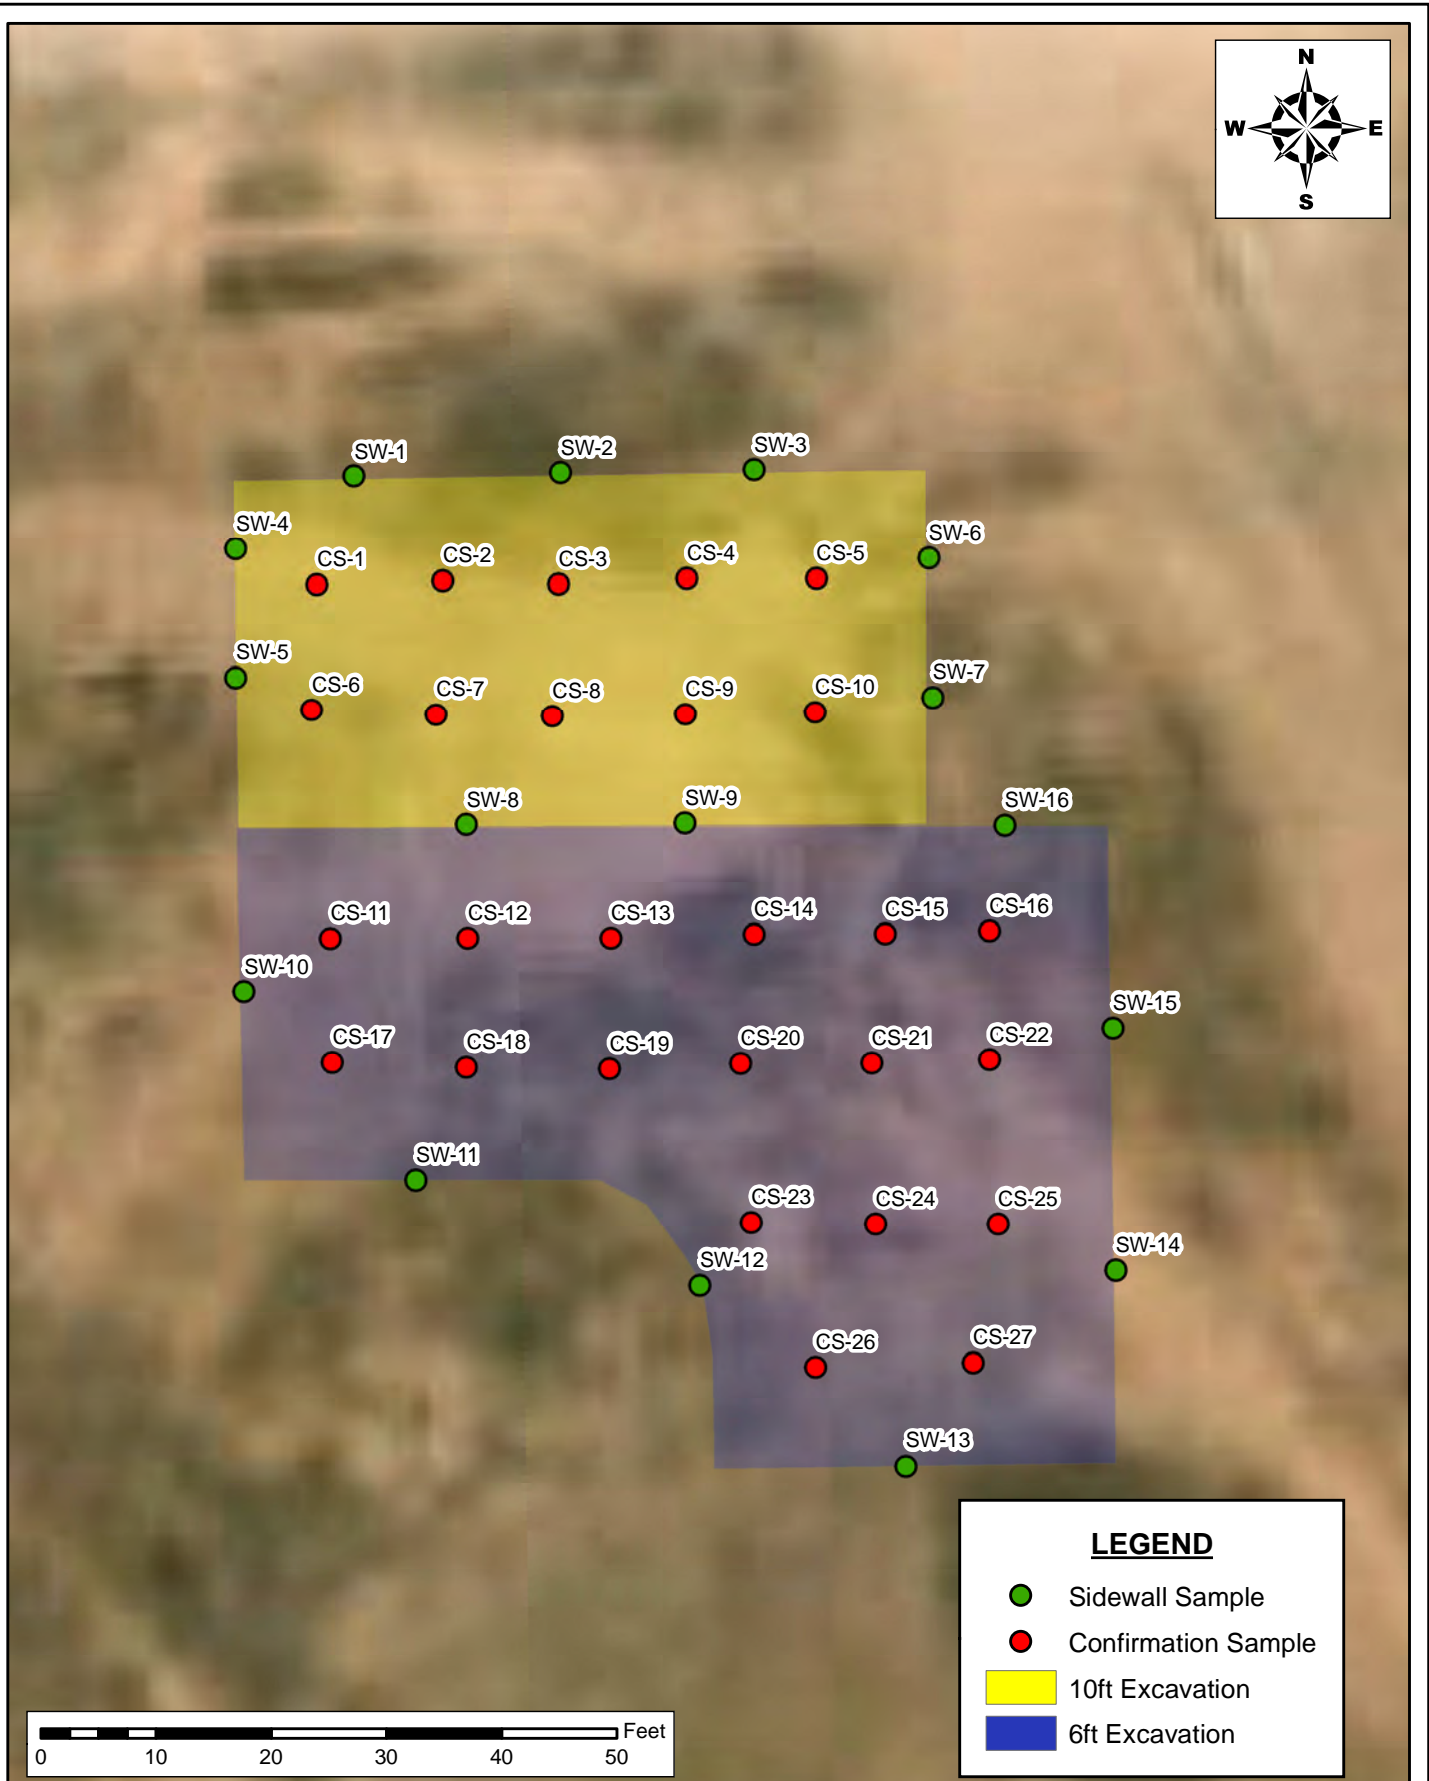 N
W E
S
SW-1
SW-2
SW-3
SW-4
SW-6
CS-1
CS-2
CS-3
CS-4
CS-5
SW-5
SW-7
CS-6
CS-7
CS-8
CS-9
CS-10
SW-8
SW-9
SW-16
CS-11
CS-12
CS-13
CS-14
CS-15
CS-16
SW-10
SW-15
CS-17
CS-18
CS-19
CS-20
CS-21
CS-22
SW-11
CS-23
CS-24
CS-25
SW-12
SW-14
CS-26
CS-27
SW-13
LEGEND
Sidewall Sample
Confirmation Sample
10ft Excavation
6ft Excavation
Feet
0 10 20 30 40 50